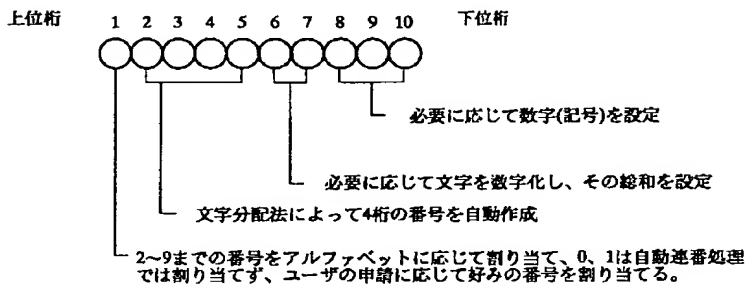 上位桁 1 2 3 4 5 6 7 8 9 10 下位桁
必要に応じて数字(記号)を設定
必要に応じて文字を数字化し、その総和を設定
文字分配法によって4桁の番号を自動作成
2～9までの番号をアルファベットに応じて割り当て、0、1は自動連番処理
では割り当てず、ユーザの申請に応じて好みの番号を割り当てる。